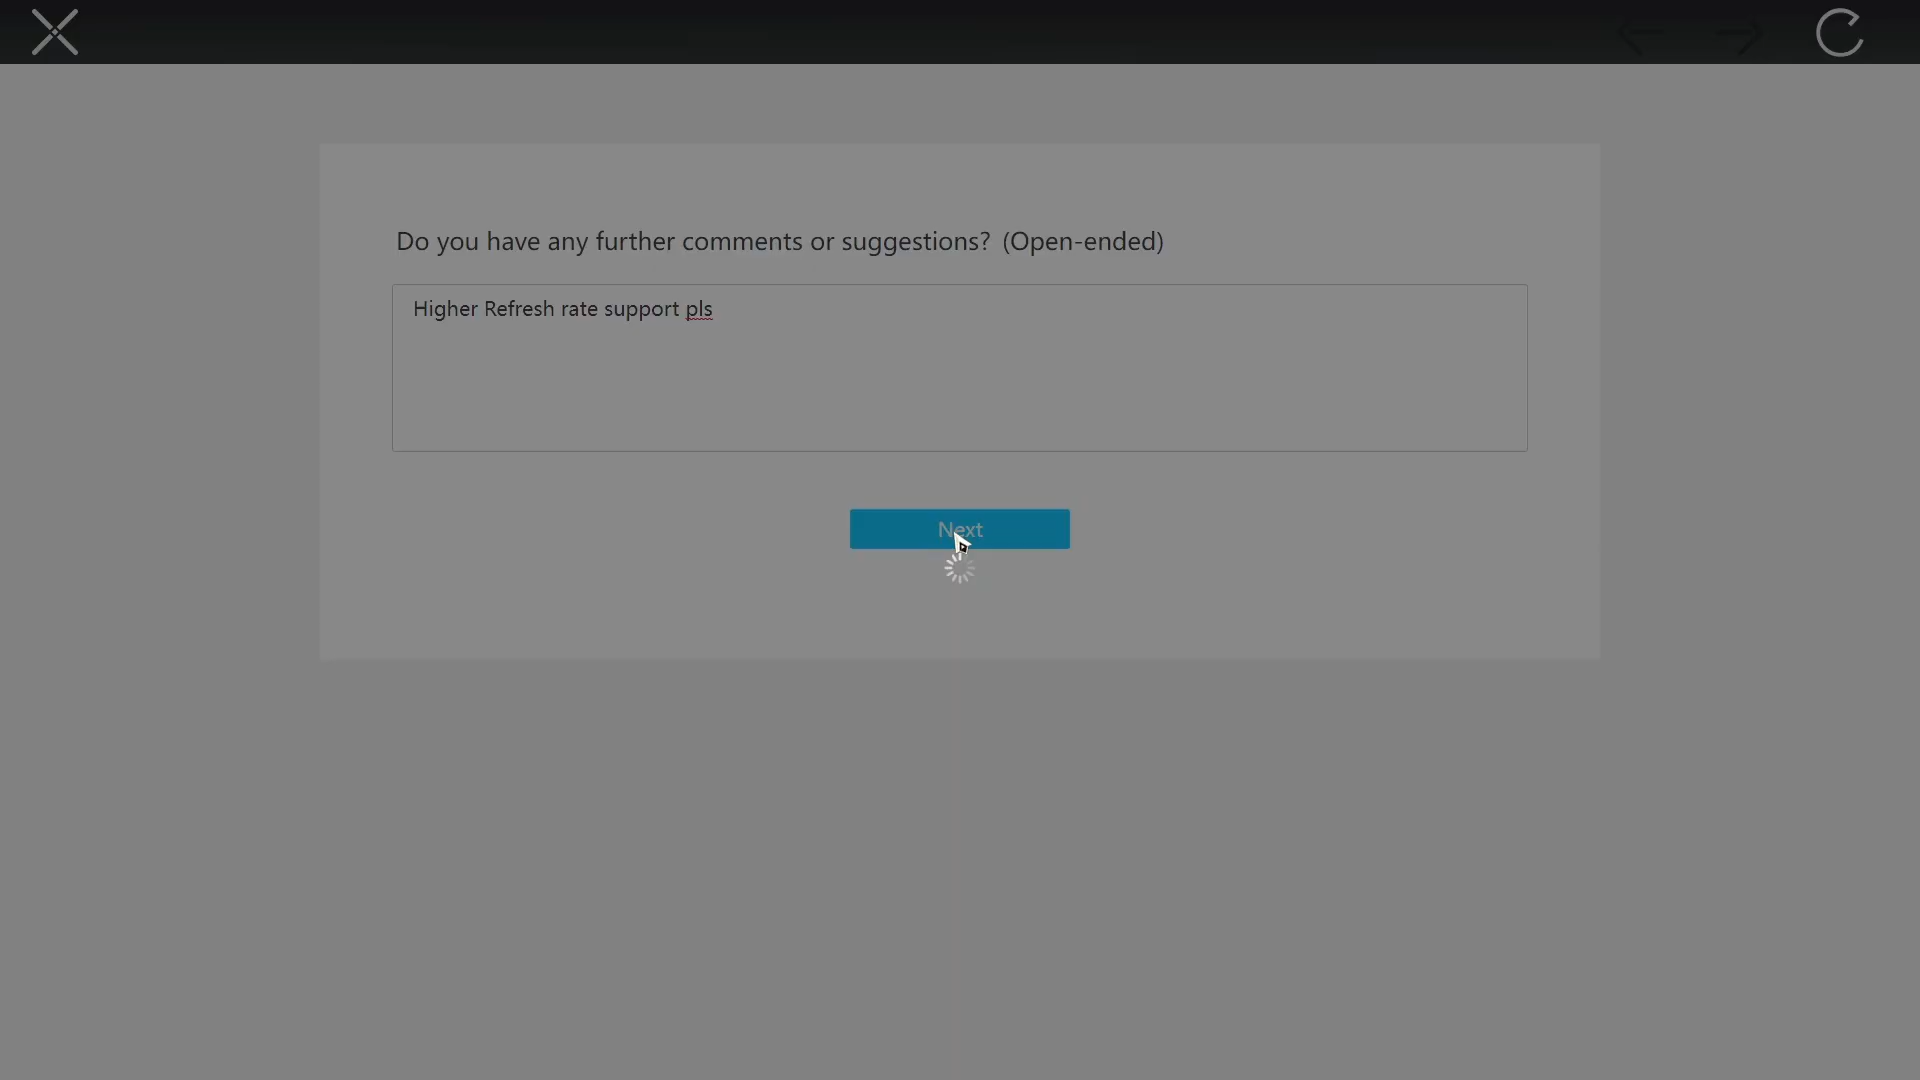 Do you have any further comments or suggestions? (Open-ended)
Higher Refresh rate support pls
Next